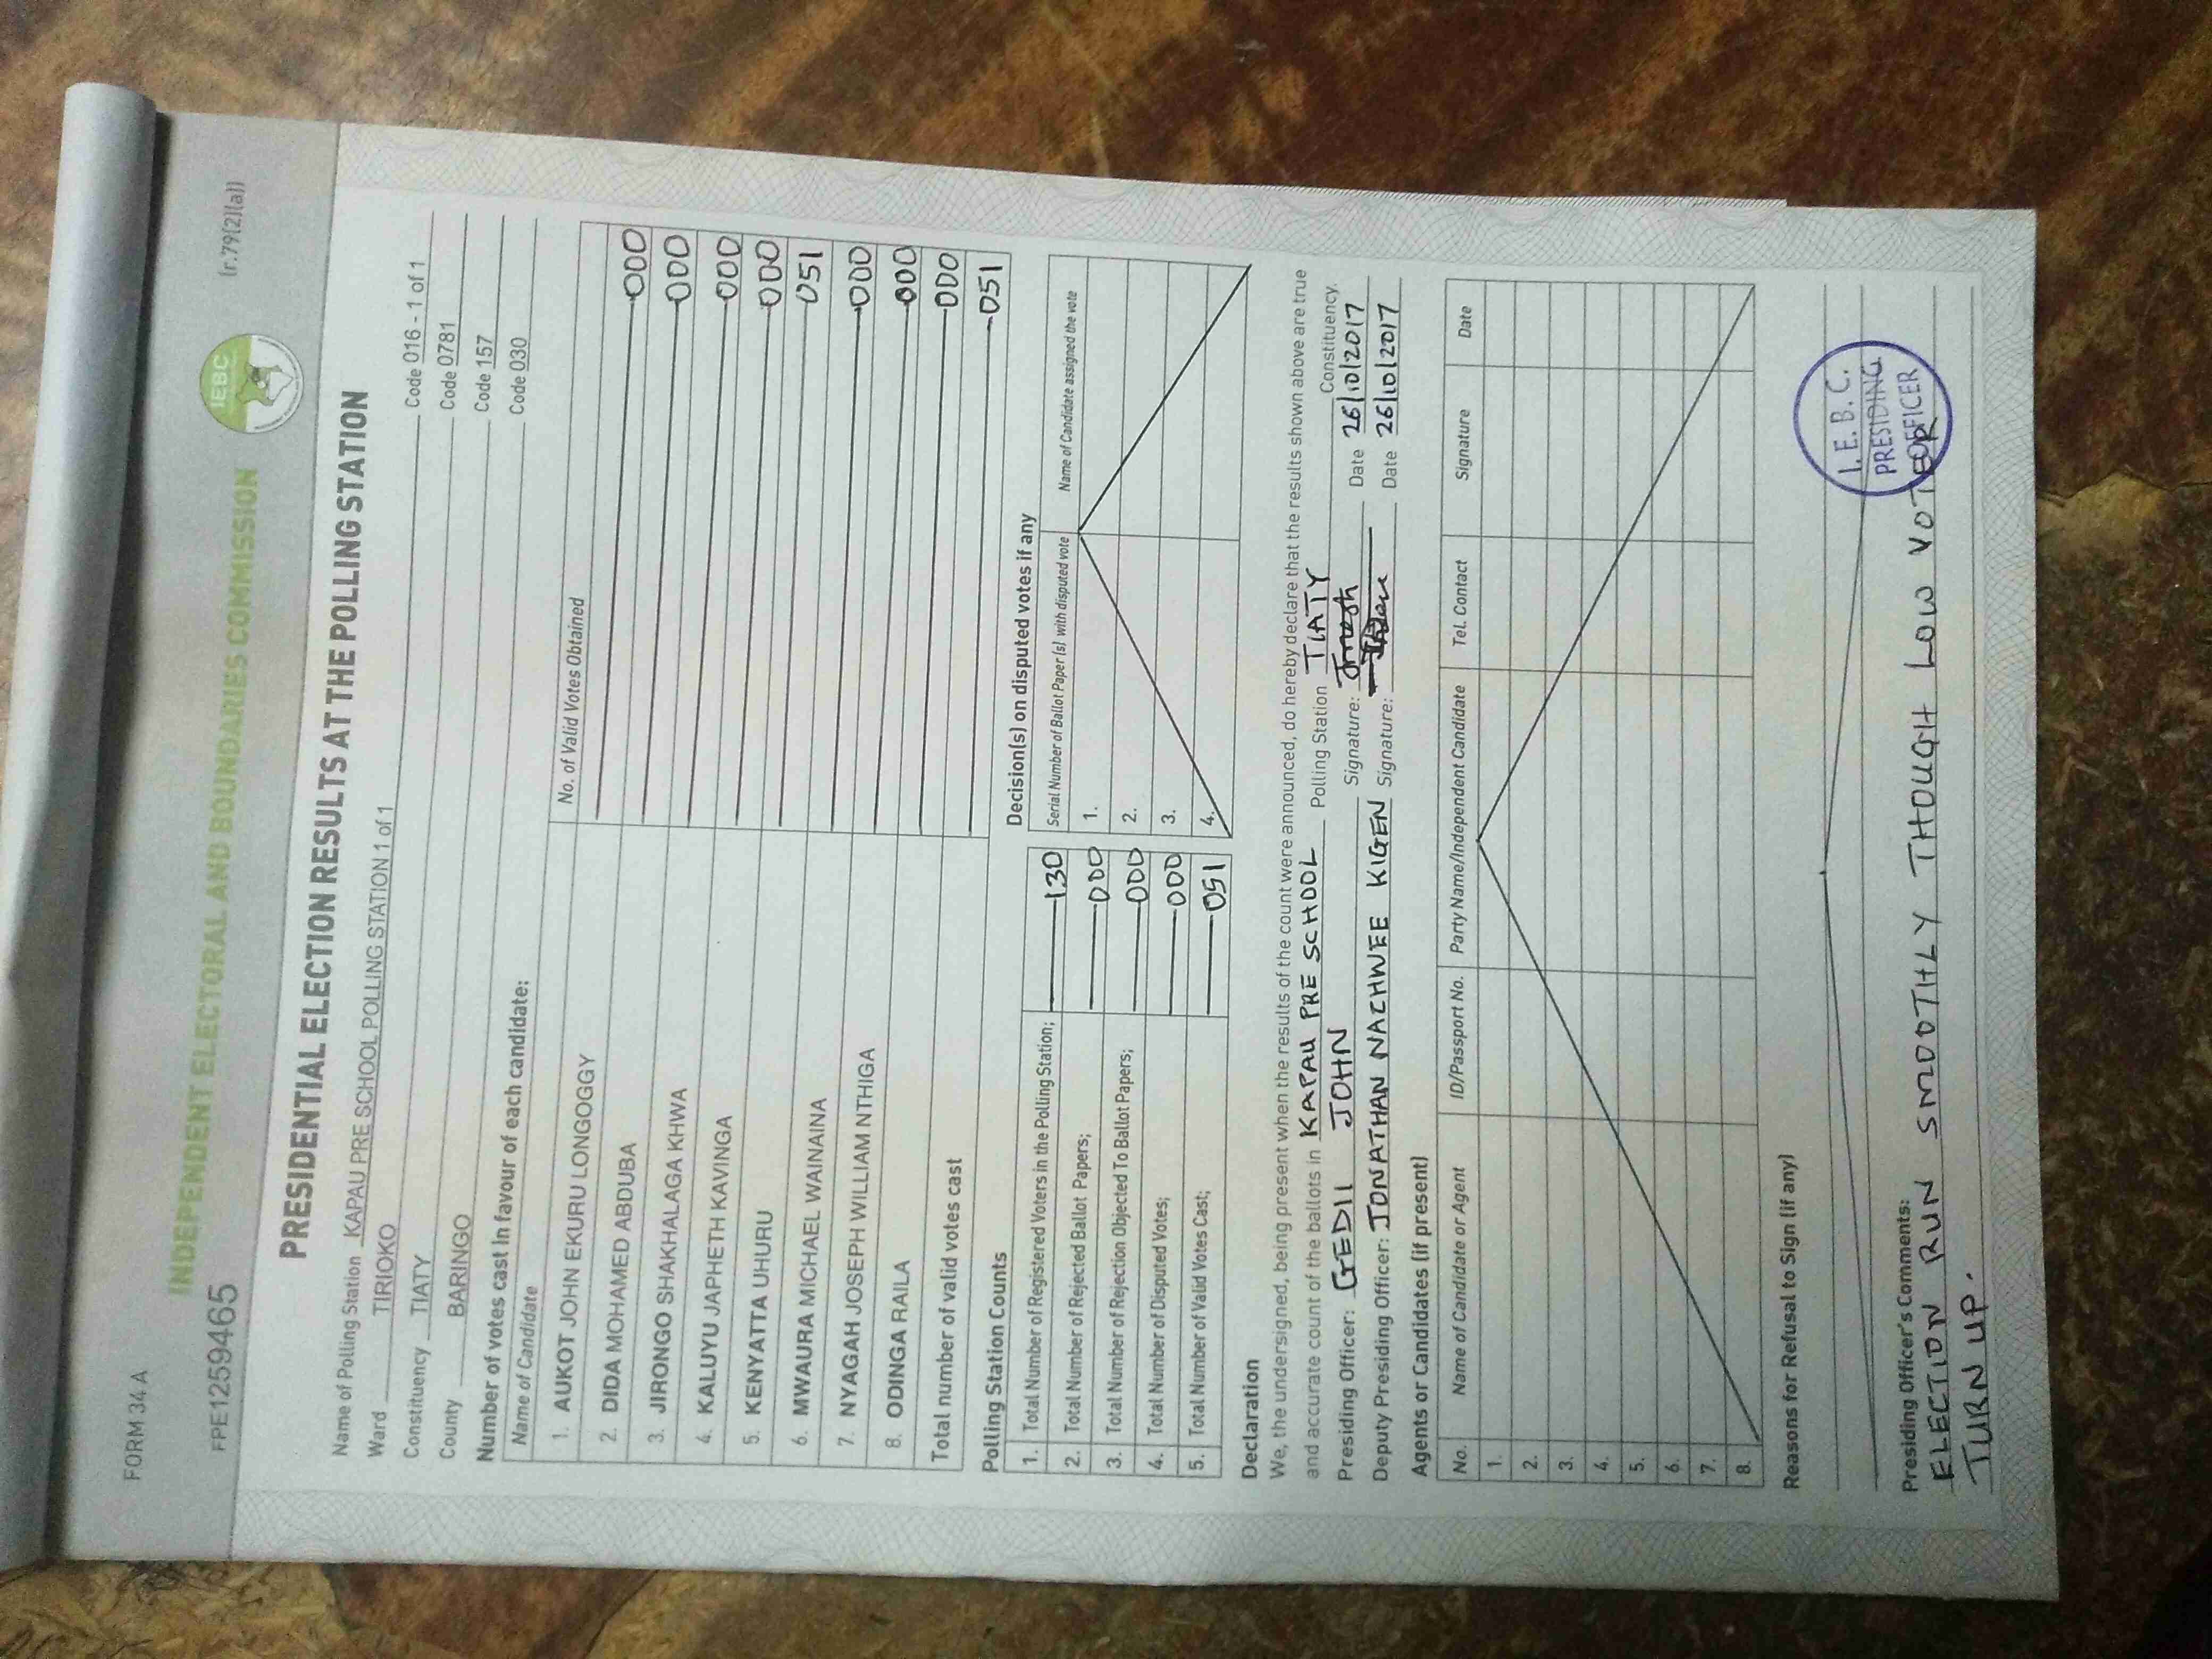 FORM 34 A
(r.79(2)(a))
INDEPENDENT ELECTORAL AND BOUNDARIES COMMISSION
IEBC
FPE1259465
PRESIDENTIAL ELECTION RESULTS AT THE POLLING STATION
Name of Polling Station KAPAU PRE SCHOOL POLLING STATION 1 of 1 Code 016 - 1 of 1
Ward TIRIOKO Code 0781
Constituency TIATY Code 157
County BARINGO Code 030
Number of votes cast in favour of each candidate:
Name of Candidate No. of Valid Votes Obtained
1. AUKOT JOHN EKURU LONGOGGY 000
2. DIDA MOHAMED ABDUBA 000
3. JIRONGO SHAKHALAGA KHWA 000
4. KALUYU JAPHETH KAVINGA 000
5. KENYATTA UHURU 051
6. MWAURA MICHAEL WAINAINA 000
7. NYAGAH JOSEPH WILLIAM NTHIGA 000
8. ODINGA RAILA 000
Total number of valid votes cast 051
Polling Station Counts
1. Total Number of Registered Voters in the Polling Station; 130
2. Total Number of Rejected Ballot Papers; 000
3. Total Number of Rejection Objected To Ballot Papers; 000
4. Total Number of Disputed Votes; 000
5. Total Number of Valid Votes Cast; 051
Decision(s) on disputed votes if any
Serial Number of Ballot Paper (s) with disputed vote Name of Candidate assigned the vote
1.
2.
3.
4.
Declaration
We, the undersigned, being present when the results of the count were announced, do hereby declare that the results shown above are true
and accurate count of the ballots in KAPAU PRE SCHOOL Polling Station TIATY Constituency.
Presiding Officer: GEDII JOHN Signature: Date 26/10/2017
Deputy Presiding Officer: JONATHAN NACHWEE KIGEN Signature: Date 26/10/2017
Agents or Candidates (if present)
No. Name of Candidate or Agent ID/Passport No. Party Name/Independent Candidate Tel. Contact Signature Date
1.
2.
3.
4.
5.
6.
7.
8.
Reasons for Refusal to Sign (if any)
I.E.B.C.
PRESIDING
OFFICER
Presiding Officer's Comments:
ELECTION RUN SMOOTHLY THOUGH LOW VOTER
TURN UP.